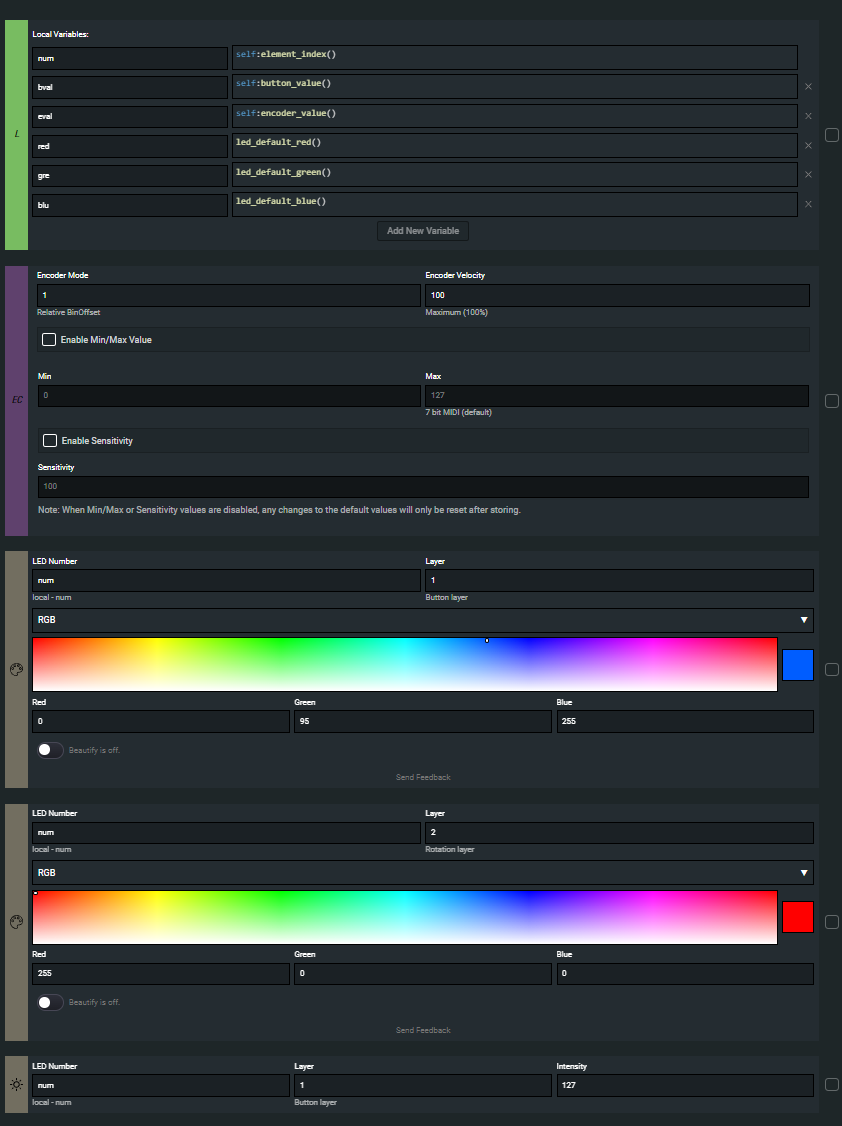 Local Variables:
num self:element_index()
bval self:button_value() ×
eval self:encoder_value() ×
red led_default_red() ×
gre led_default_green() ×
blu led_default_blue() ×
L
Add New Variable
Encoder Mode Encoder Velocity
1 100
Relative BinOffset Maximum (100%)
Enable Min/Max Value
Min Max
0 127
EC
7 bit MIDI (default)
Enable Sensitivity
Sensitivity
100
Note: When Min/Max or Sensitivity values are disabled, any changes to the default values will only be reset after storing.
LED Number Layer
num 1
local - num Button layer
RGB
Red Green Blue
0 95 255
Beautify is off.
Send Feedback
LED Number Layer
num 2
local - num Rotation layer
RGB
Red Green Blue
255 0 0
Beautify is off.
Send Feedback
LED Number Layer Intensity
num 1 127
local - num Button layer